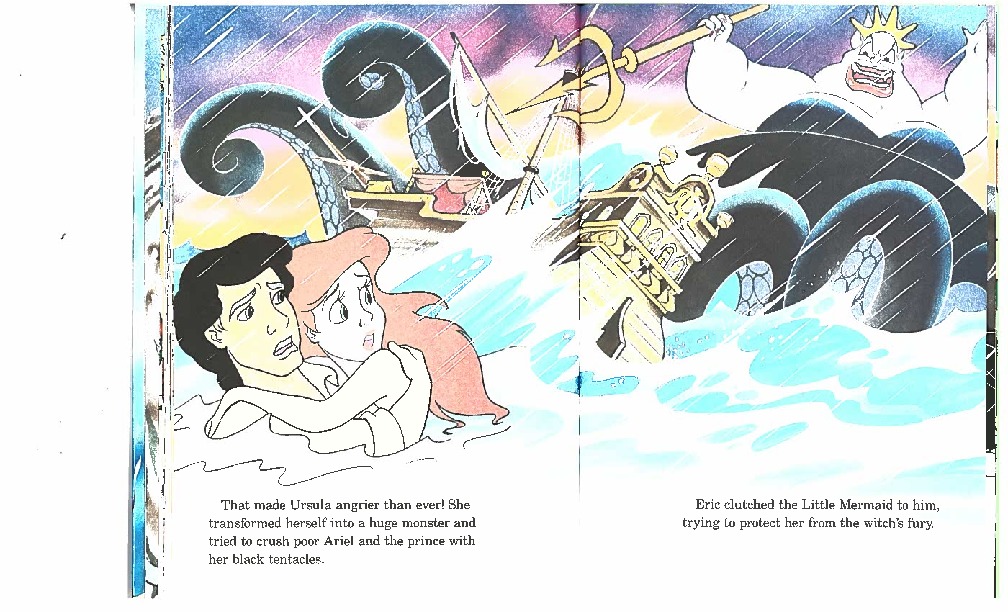 That made Ursula angrier than ever! She
transformed herself into a huge monster and
tried to crush poor Ariel and the prince with
her black tentacles.
Eric clutched the Little Mermaid to him,
trying to protect her from the witch's fury.